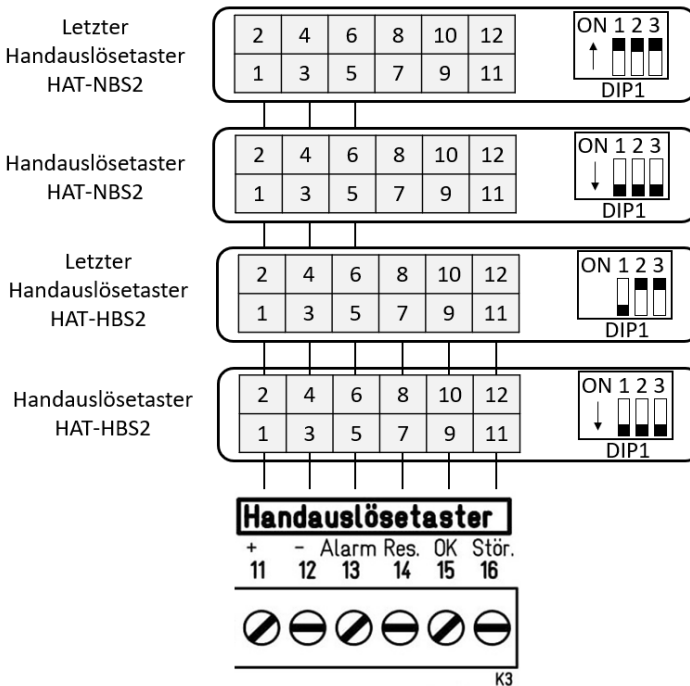 Letzter
Handauslösetaster
HAT-NBS2
2 4 6 8 10 12
1 3 5 7 9 11
ON 1 2 3
DIP1
Handauslösetaster
HAT-NBS2
2 4 6 8 10 12
1 3 5 7 9 11
ON 1 2 3
DIP1
Letzter
Handauslösetaster
HAT-HBS2
2 4 6 8 10 12
1 3 5 7 9 11
ON 1 2 3
DIP1
Handauslösetaster
HAT-HBS2
2 4 6 8 10 12
1 3 5 7 9 11
ON 1 2 3
DIP1
Handauslösetaster
+ - Alarm Res. OK Stör.
11 12 13 14 15 16
K3